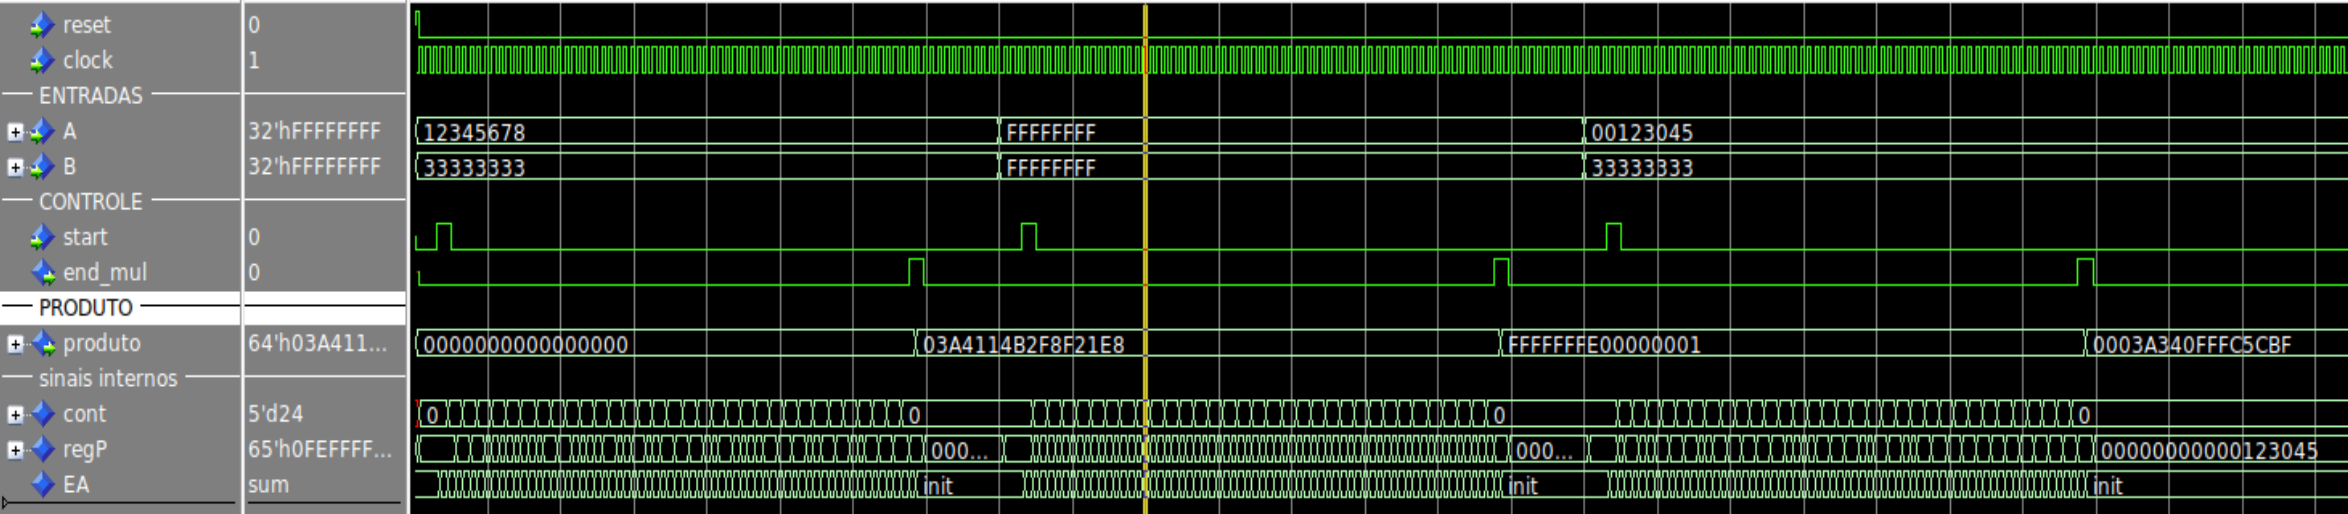 reset 0
clock 1
ENTRADAS
A 32'hFFFFFFFF 12345678 FFFFFFFF 00123045
B 32'hFFFFFFFF 33333333 FFFFFFFF 33333333
CONTROLE
start 0
end_mul 0
PRODUTO
produto 64'h03A411... 0000000000000000 03A4114B2F8F21E8 FFFFFFFE00000001 0003A340FFFC5CBF
sinais internos
cont 5'd24 0 0 0 0
regP 65'h0FEFFFF... 000... 000... 00000000000123045
EA sum init init init